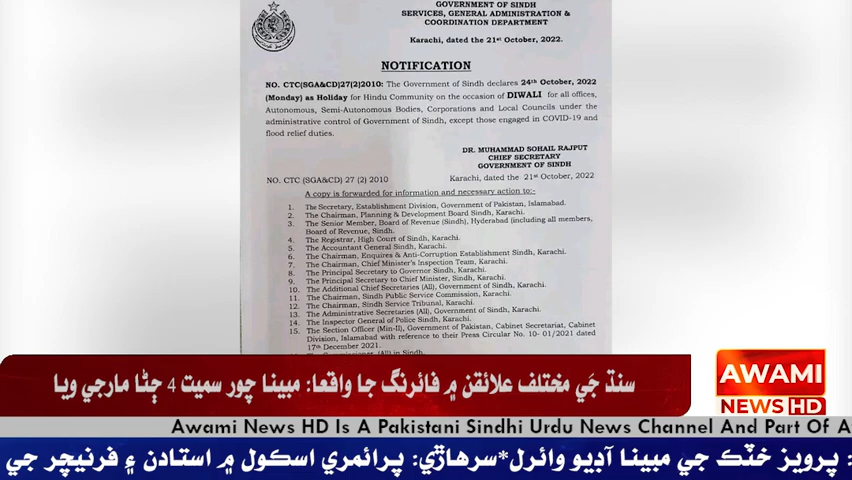 GOVERNMENT OF SINDH
SERVICES, GENERAL ADMINISTRATION &
COORDINATION DEPARTMENT
Karachi, dated the 21st October, 2022.
NOTIFICATION
NO. CTC(SGA&CD)27(2)2010: The Government of Sindh declares 24th October, 2022
(Monday) as Holiday for Hindu Community on the occasion of DIWALI for all offices,
Autonomous, Semi-Autonomous Bodies, Corporations and Local Councils under the
administrative control of Government of Sindh, except those engaged in COVID-19 and
flood relief duties.
DR. MUHAMMAD SOHAIL RAJPUT
CHIEF SECRETARY
GOVERNMENT OF SINDH
NO. CTC (SGA&CD) 27 (2) 2010 Karachi, dated the 21st October, 2022
A copy is forwarded for information and necessary action to:-
1. The Secretary, Establishment Division, Government of Pakistan, Islamabad.
2. The Chairman, Planning & Development Board Sindh, Karachi.
3. The Senior Member, Board of Revenue (Sindh), Hyderabad (including all members,
Board of Revenue, Sindh.
4. The Registrar, High Court of Sindh, Karachi.
5. The Accountant General Sindh, Karachi.
6. The Chairman, Enquires & Anti-Corruption Establishment Sindh, Karachi.
7. The Chairman, Chief Minister's Inspection Team, Karachi.
8. The Principal Secretary to Governor Sindh, Karachi.
9. The Principal Secretary to Chief Minister, Sindh, Karachi.
10. The Additional Chief Secretaries (All), Government of Sindh, Karachi.
11. The Chairman, Sindh Public Service Commission, Karachi.
12. The Chairman, Sindh Service Tribunal, Karachi.
13. The Administrative Secretaries (All), Government of Sindh, Karachi.
14. The Inspector General of Police Sindh, Karachi.
15. The Section Officer (Min-II), Government of Pakistan, Cabinet Secretariat, Cabinet
Division, Islamabad with reference to their Press Circular No. 10- 01/2021 dated
17th December 2021.
سنڌ جَي مختلف علائقن ۾ فائرنگ جا واقعا: مبينا چور سميت 4 ڄڻا مارجي ويا
AWAMI
NEWS HD
Awami News HD Is A Pakistani Sindhi Urdu News Channel And Part Of A
: پرويز خٽڪ جي مبينا آڊيو وائرل*سرهاڙي: پرائمري اسڪول ۾ استادن ۽ فرنيچر جي